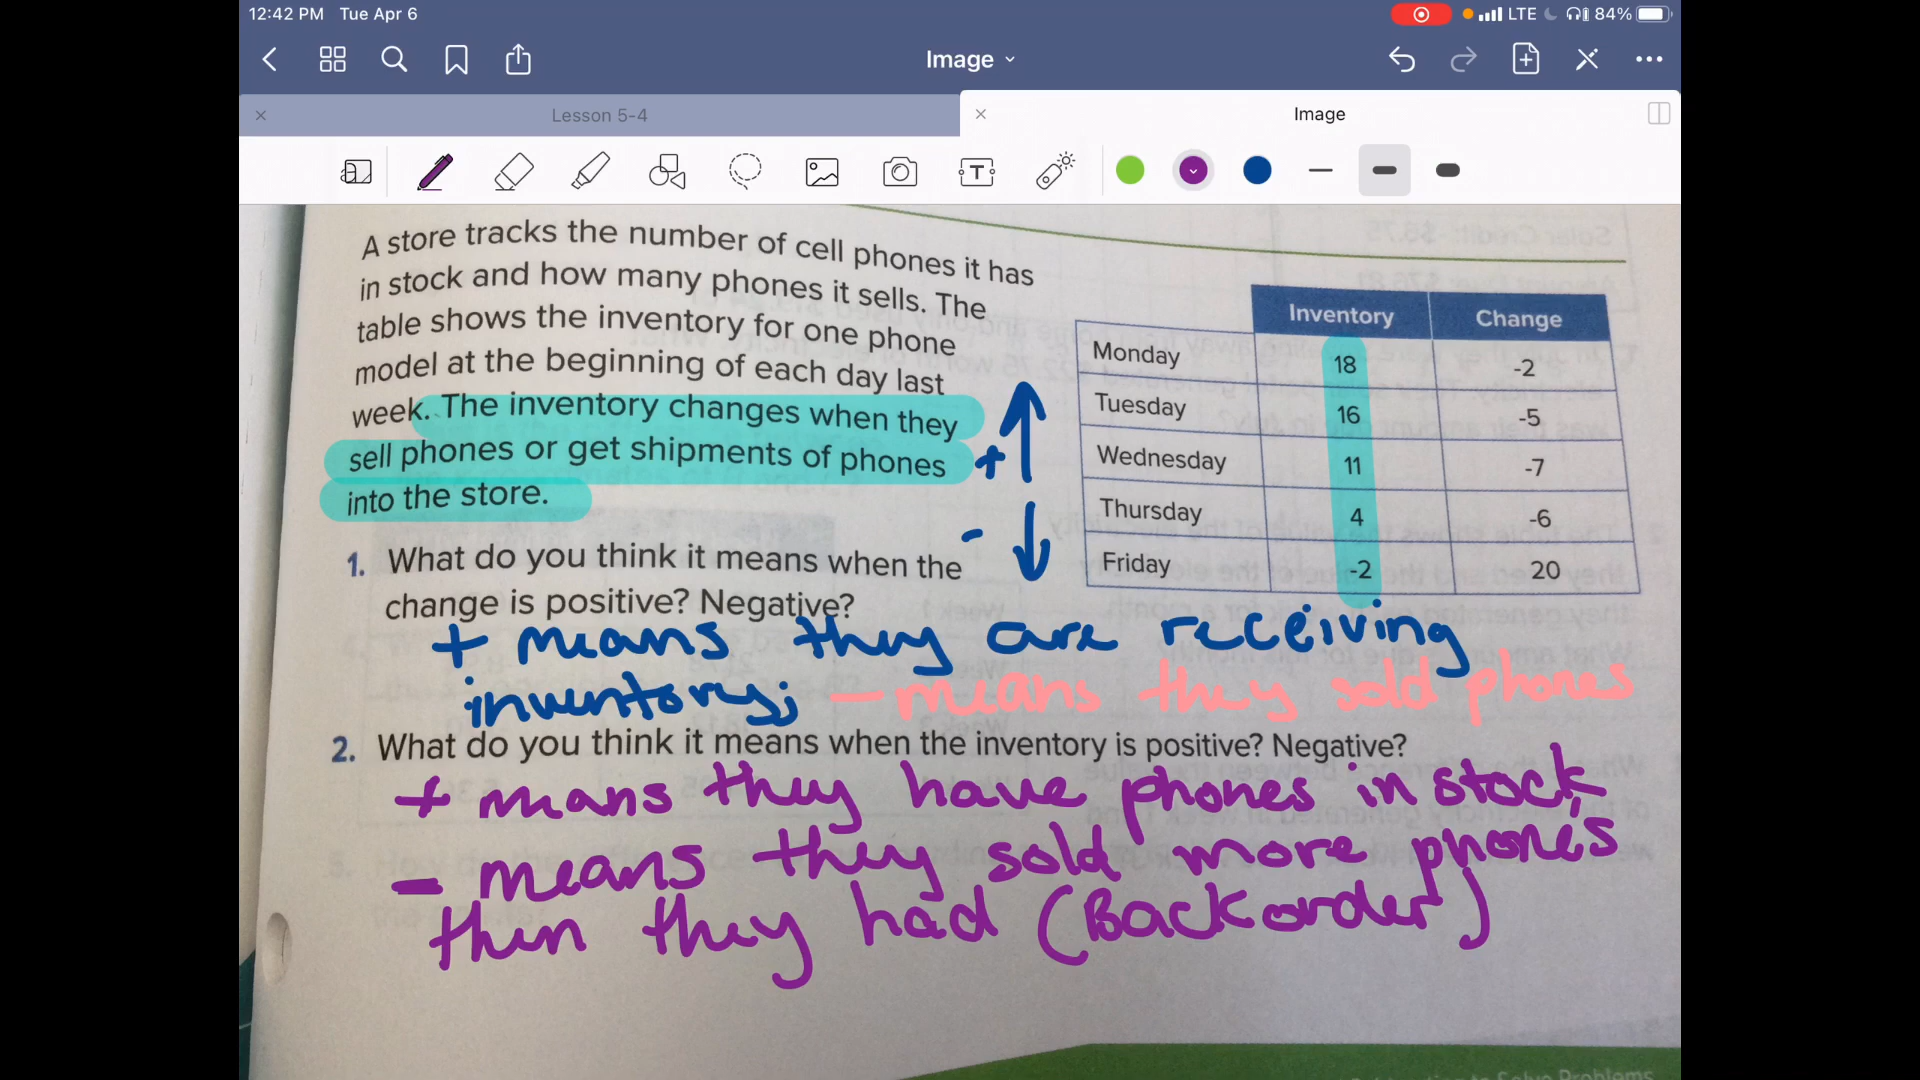 12:42 PM Tue Apr 6
LTE 84%
Image
Lesson 5-4
Image
A store tracks the number of cell phones it has
in stock and how many phones it sells. The
table shows the inventory for one phone
model at the beginning of each day last
week. The inventory changes when they
sell phones or get shipments of phones
into the store.
+
-
Inventory Change
Monday 18 -2
Tuesday 16 -5
Wednesday 11 -7
Thursday 4 -6
Friday -2 20
1. What do you think it means when the
change is positive? Negative?
+ means they are receiving
inventory; - means they sold phones
2. What do you think it means when the inventory is positive? Negative?
+ means they have phones in stock,
- means they sold more phones
then they had (Backorder)